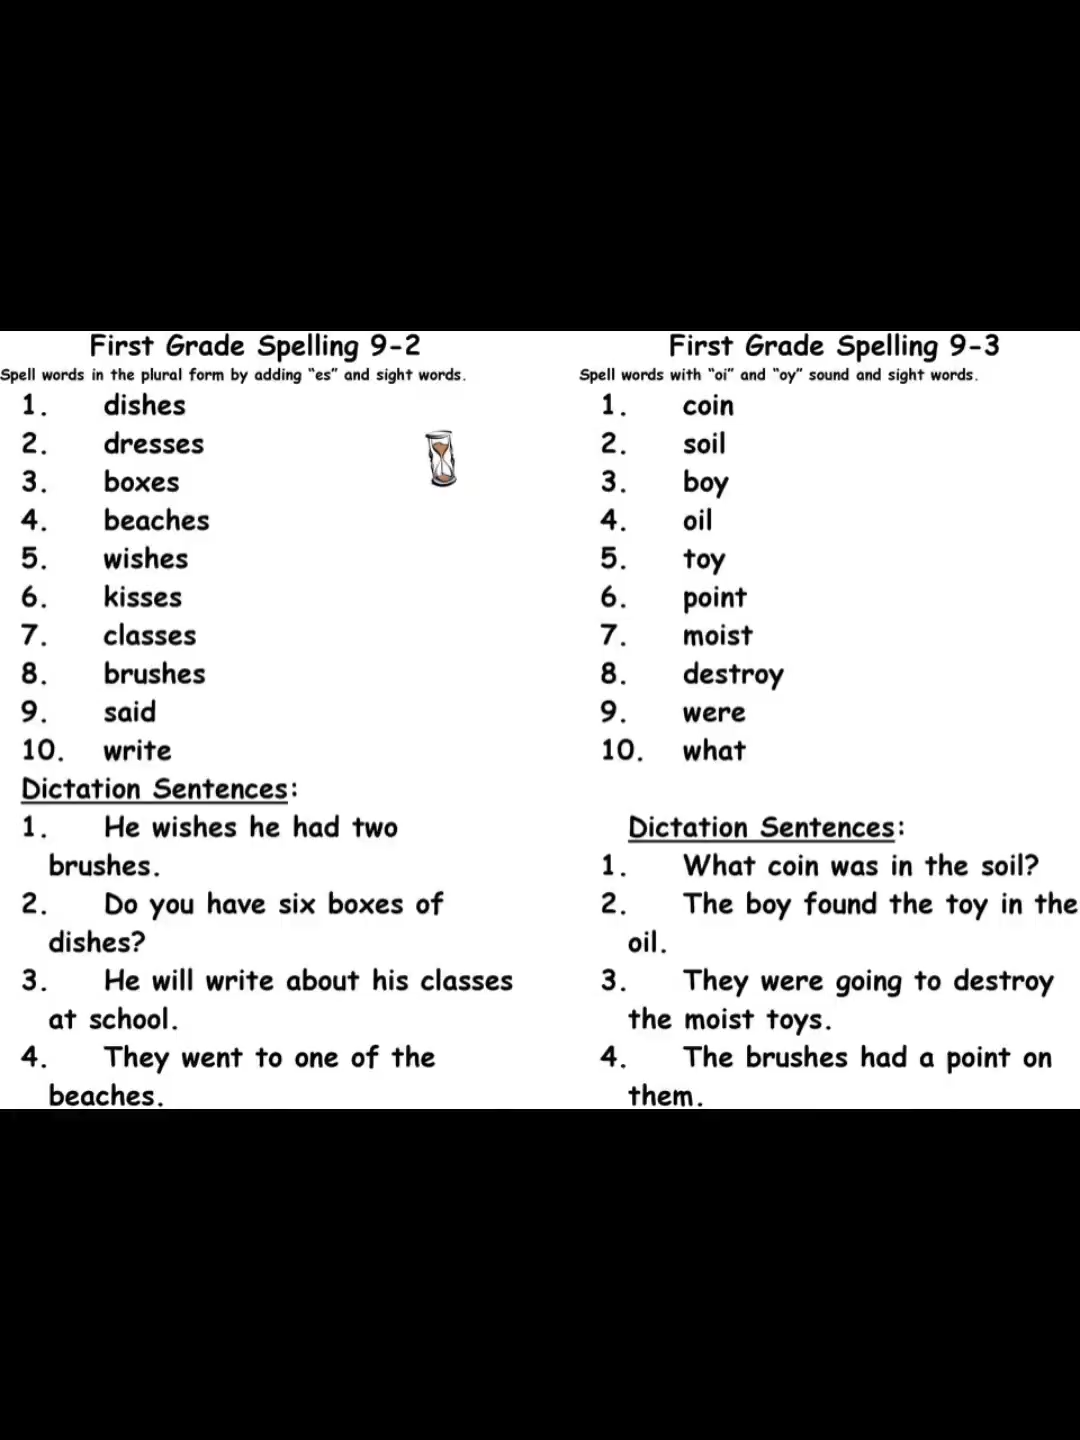 First Grade Spelling 9-2
Spell words in the plural form by adding "es" and sight words.
1. dishes
2. dresses
3. boxes
4. beaches
5. wishes
6. kisses
7. classes
8. brushes
9. said
10. write
Dictation Sentences:
1. He wishes he had two
brushes.
2. Do you have six boxes of
dishes?
3. He will write about his classes
at school.
4. They went to one of the
beaches.
First Grade Spelling 9-3
Spell words with "oi" and "oy" sound and sight words.
1. coin
2. soil
3. boy
4. oil
5. toy
6. point
7. moist
8. destroy
9. were
10. what
Dictation Sentences:
1. What coin was in the soil?
2. The boy found the toy in the
oil.
3. They were going to destroy
the moist toys.
4. The brushes had a point on
them.